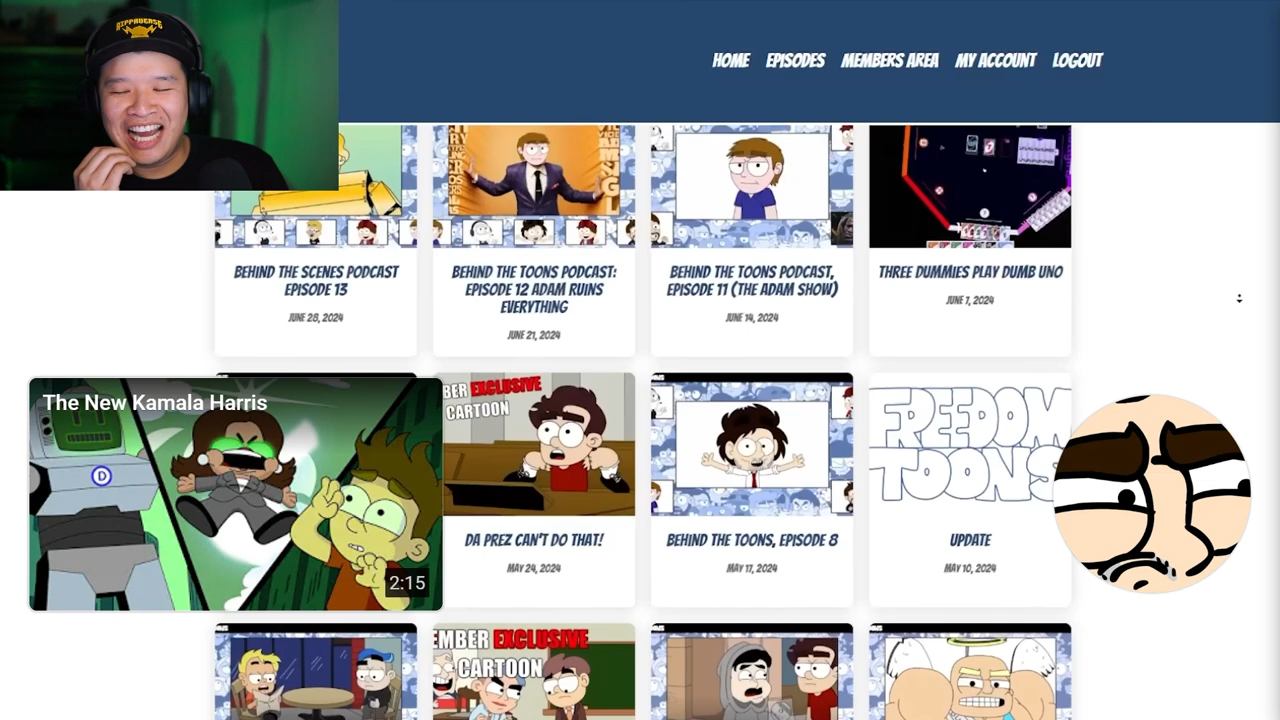 RIPPAVERSE
HOME EPISODES MEMBERS AREA MY ACCOUNT LOGOUT
BEHIND THE SCENES PODCAST
EPISODE 13
JUNE 28, 2024
BEHIND THE TOONS PODCAST:
EPISODE 12 ADAM RUINS
EVERYTHING
JUNE 21, 2024
BEHIND THE TOONS PODCAST,
EPISODE 11 (THE ADAM SHOW)
JUNE 14, 2024
THREE DUMMIES PLAY DUMB UNO
JUNE 7, 2024
The New Kamala Harris
D
2:15
BER EXCLUSIVE
CARTOON
DA PREZ CAN'T DO THAT!
MAY 24, 2024
BEHIND THE TOONS, EPISODE 8
MAY 17, 2024
FREEDOM
TOONS
UPDATE
MAY 10, 2024
EMBER EXCLUSIVE
CARTOON